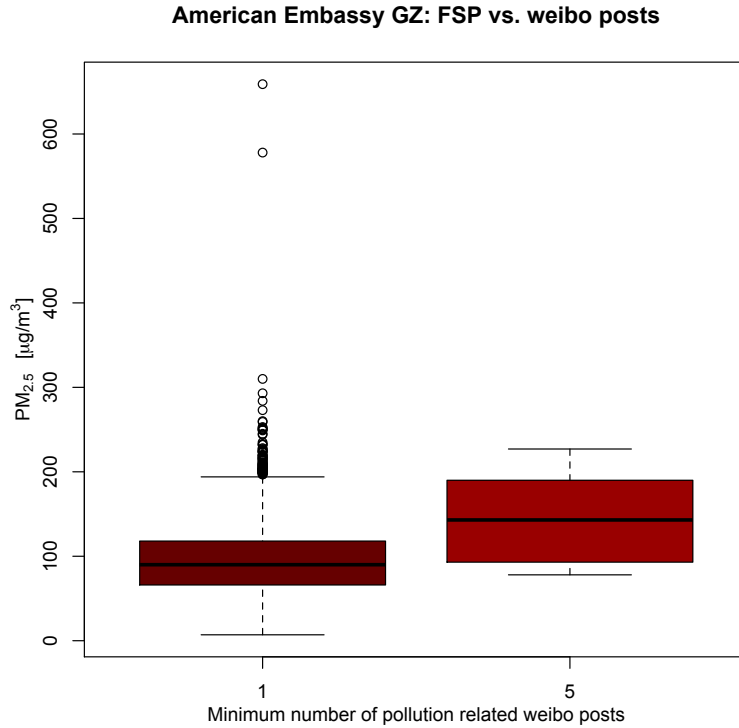 American Embassy GZ: FSP vs. weibo posts
600
500
400
300
200
100
0
PM2.5 [μg/m³]
1 5
Minimum number of pollution related weibo posts